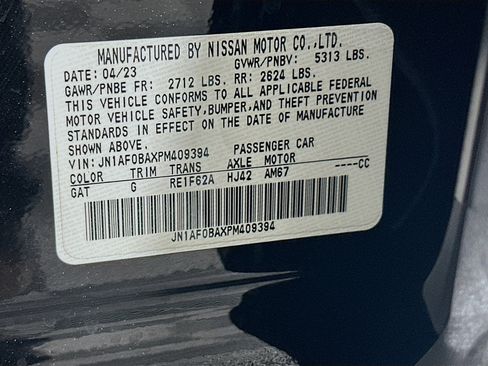 MANUFACTURED BY NISSAN MOTOR CO.,LTD.
DATE: 04/23 GVWR/PNBV: 5313 LBS.
GAWR/PNBE FR: 2712 LBS. RR: 2624 LBS.
THIS VEHICLE CONFORMS TO ALL APPLICABLE FEDERAL
MOTOR VEHICLE SAFETY,BUMPER,AND THEFT PREVENTION
STANDARDS IN EFFECT ON THE DATE OF MANUFACTURE
SHOWN ABOVE.
VIN: JN1AF0BAXPM409394 PASSENGER CAR
COLOR TRIM TRANS AXLE MOTOR ----CC
GAT G RE1F62A HJ42 AM67
JN1AF0BAXPM409394